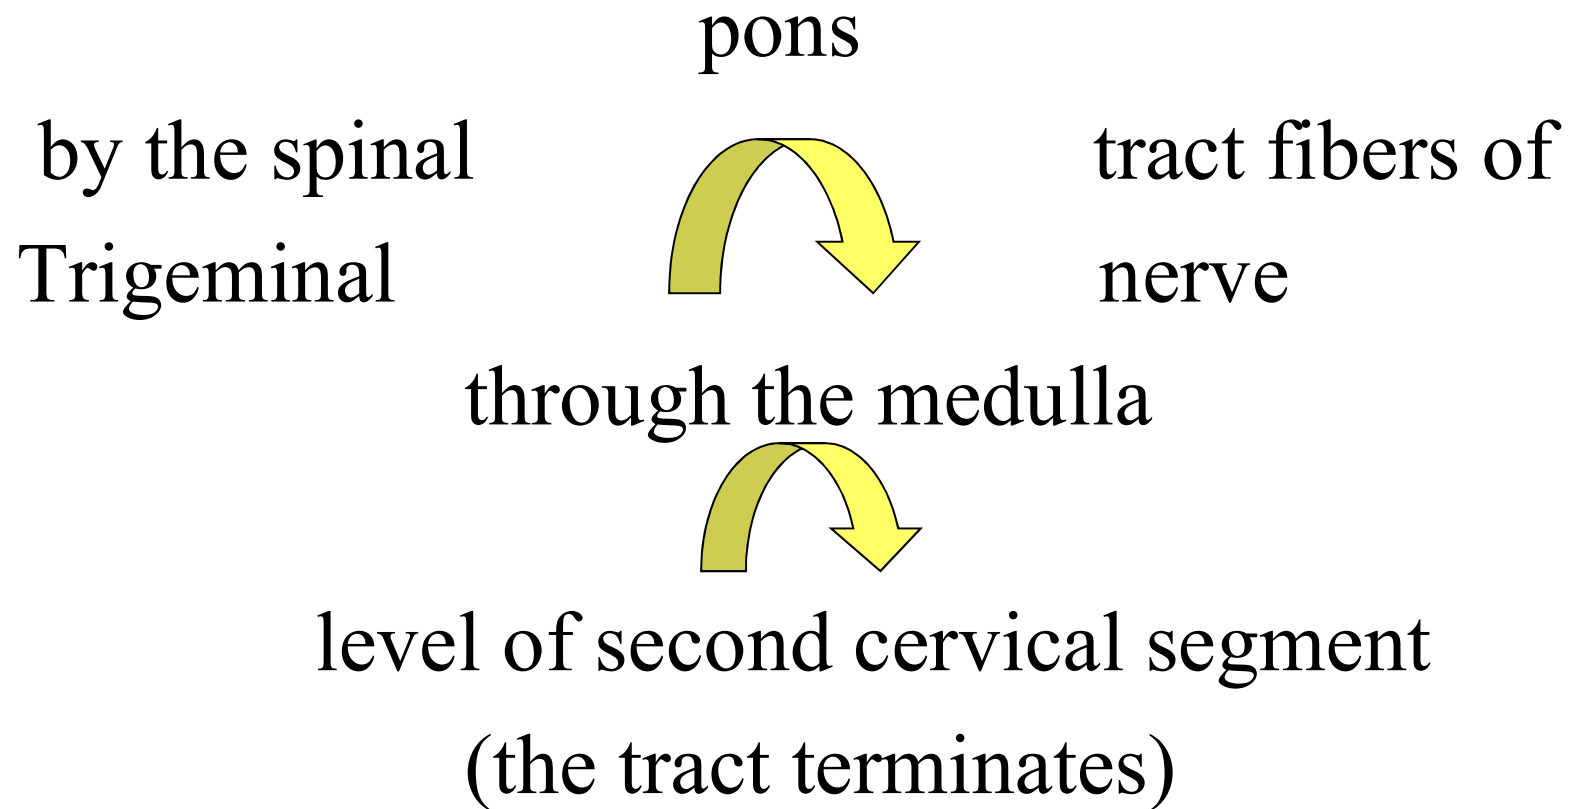 pons
by the spinal tract fibers of
Trigeminal nerve
through the medulla
level of second cervical segment
(the tract terminates)